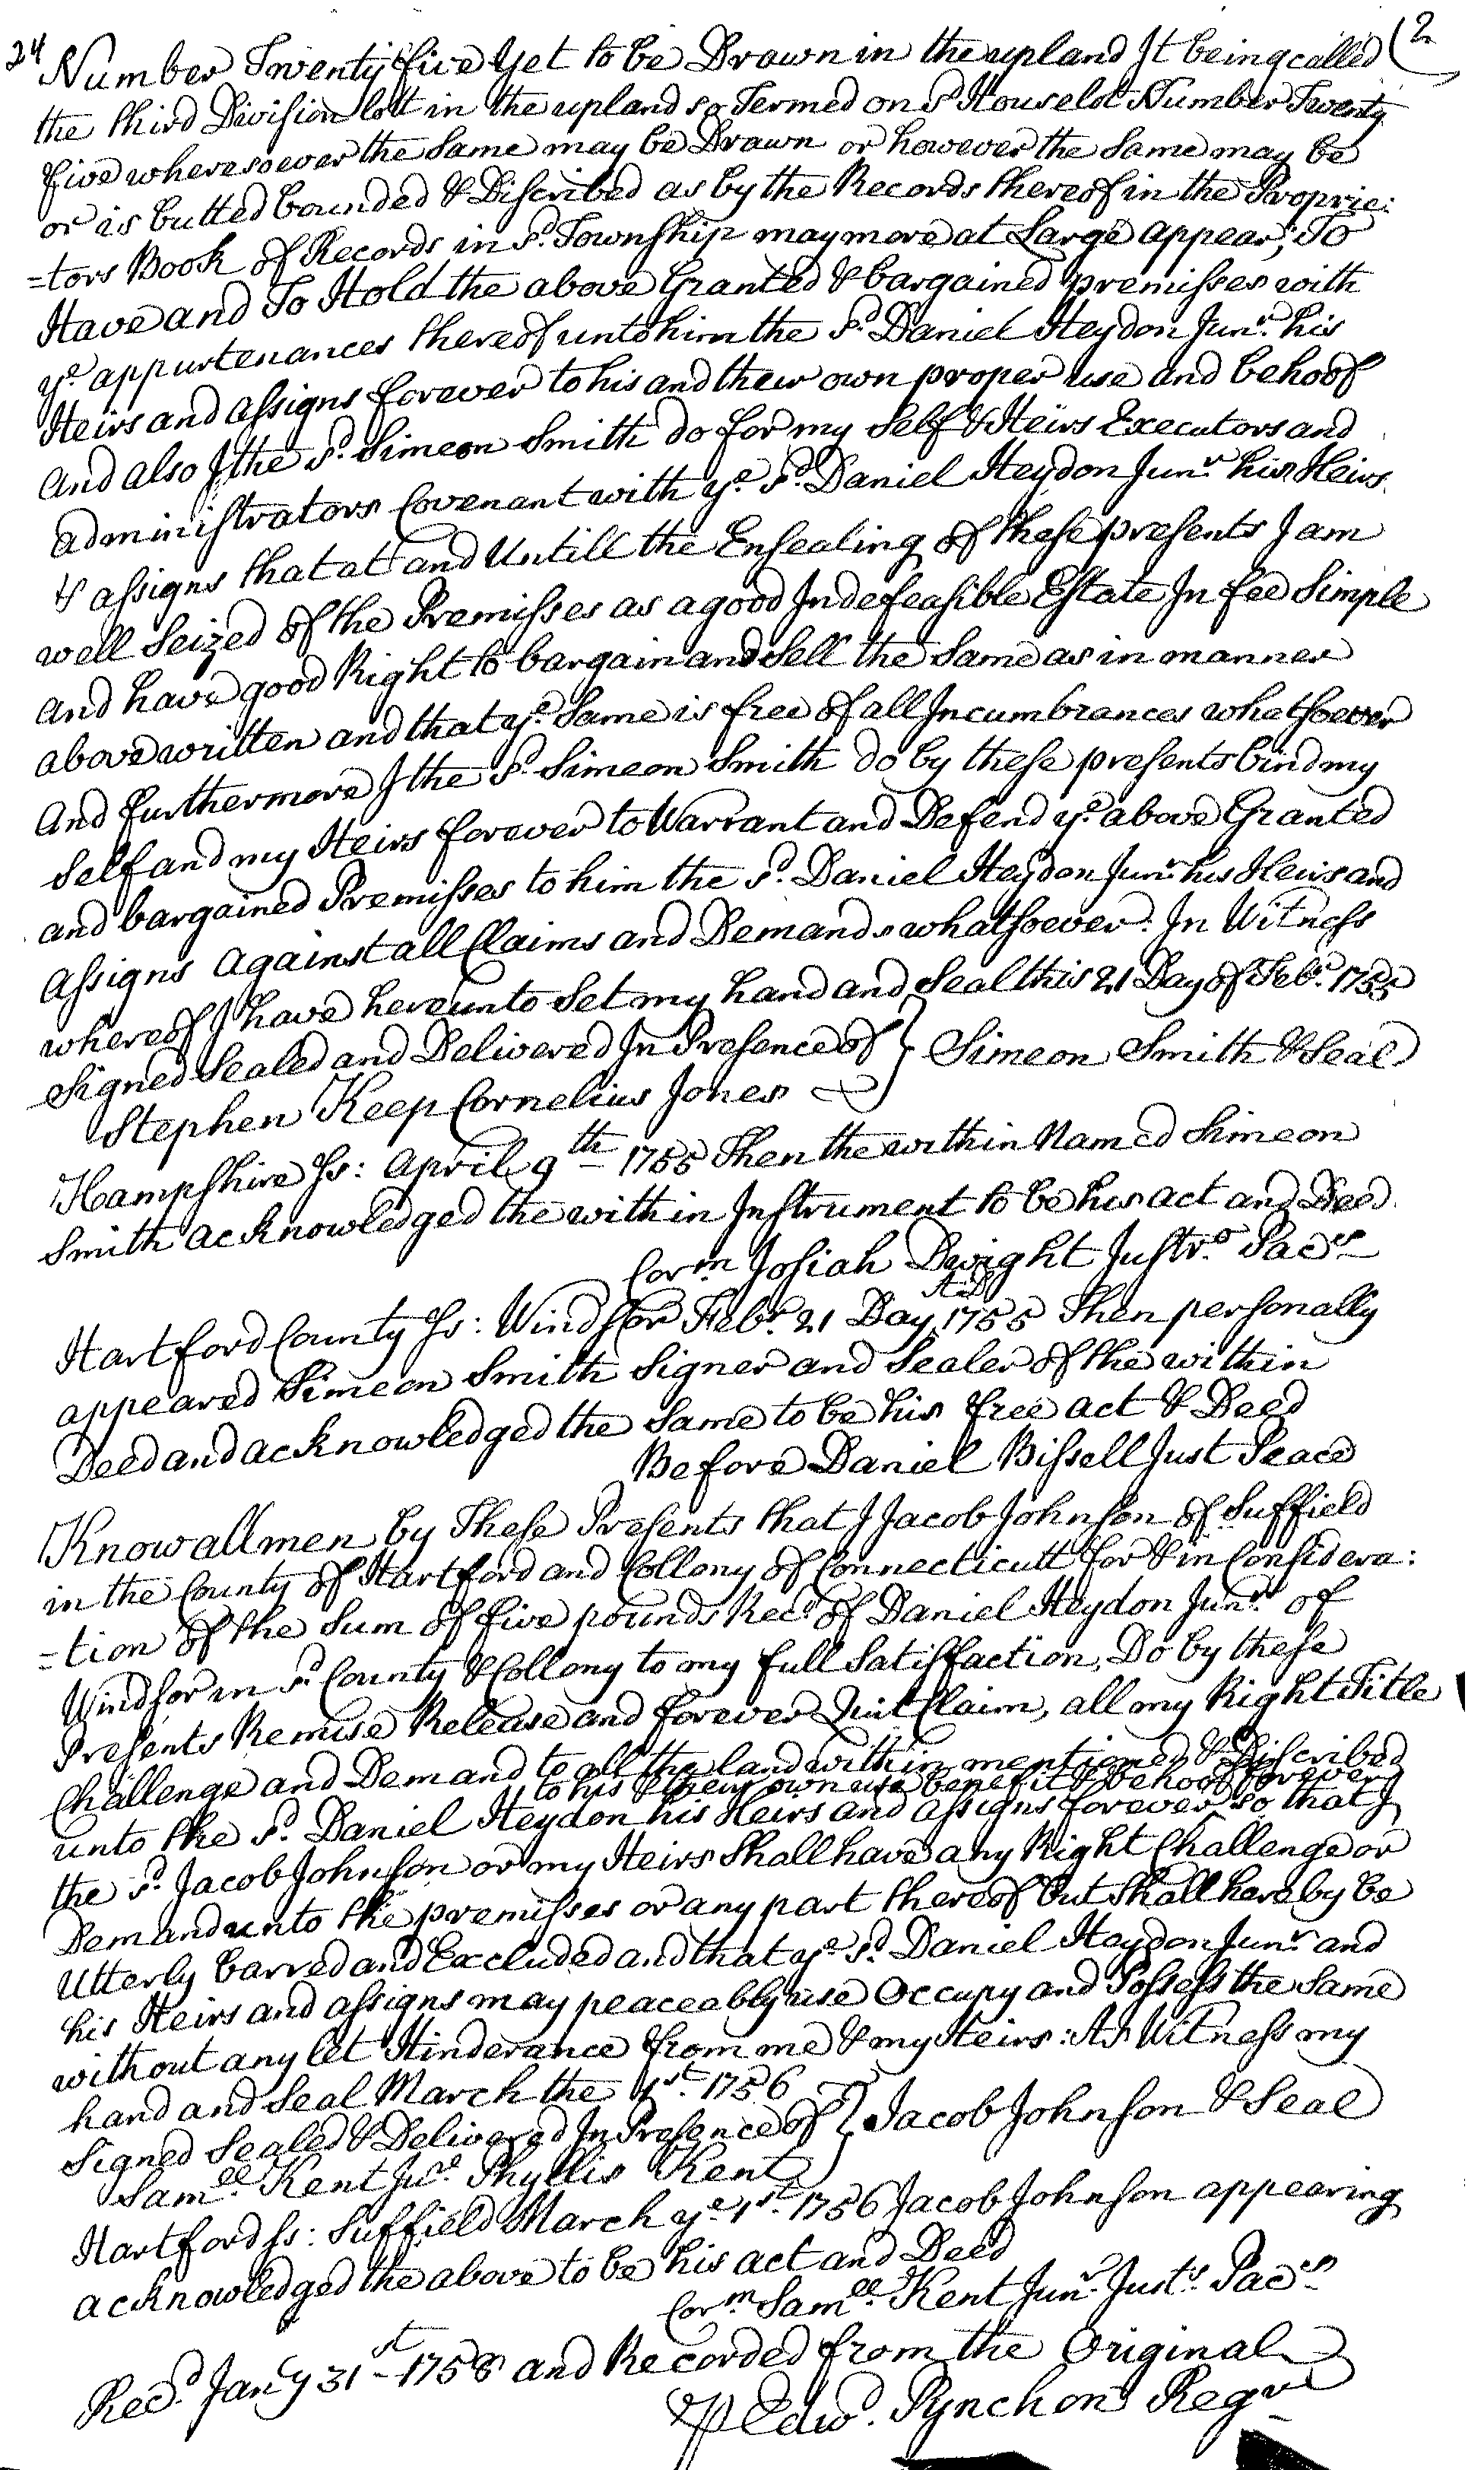 24 (2
Number Twenty five Yet to be Drawn in the upland It being called
the third Division lott in the upland so Termed on sd Houselot Number Twenty
five wheresoever the same may be Drawn or however the same may be
or is butted bounded & Discribed as by the Records thereof in the Proprie:
=tors Book of Records in sd Township may more at Large appear; To
Have and To Hold the above Granted & bargained premisses with
ye appurtenances thereof unto him the sd Daniel Heydon Junr his
Heirs and assigns forever to his and their own proper use and behoof
and also I the sd Simeon Smith do for my self & Heirs Executors and
administrators Covenant with ye sd Daniel Heydon Junr his Heirs
& assigns that at and Untill the Ensealing of these presents I am
well Seized of the Premisses as a good Indefeasible Estate In fee Simple
and have good Right to bargain and Sell the Same as in manner
above written and that ye Same is free of all Incumbrances whatsoever
and furthermore I the sd Simeon Smith do by these presents bind my
self and my Heirs forever to Warrant and Defend ye above Granted
and bargained Premisses to him the sd Daniel Heydon Junr his Heirs and
assigns against all Claims and Demands whatsoever. In Witness
whereof I have hereunto Set my hand and Seal this 21 Day of Febr 1755
Signed Sealed and Delivered In Presence of } Simeon Smith & Seal
Stephen Keep Cornelius Jones
Hampshire Ss: April 9th 1755 Then the within Named Simeon
Smith acknowledged the within Instrument to be his act and Deed.
Corm Josiah Dwight Justro Pacs
Hartford County Ss: Windsor Febr 21 Day AD 1755 Then personally
appeared Simeon Smith Signer and Sealer of the within
Deed and acknowledged the Same to be his free act & Deed
Before Daniel Bissell Just Peace
Know all men by These Presents that I Jacob Johnson of Suffield
in the County of Hartford and Collony of Connecticutt for & in Considera:
=tion of the Sum of five pounds Recd of Daniel Heydon Junr of
Windsor in sd County & Collony to my full Satisfaction, Do by these
Presents Remise Release and forever Quit Claim, all my Right Title
Challenge and Demand to all the land within mentioned & Discribed
to his & their own use benefit & behoof forever
unto the sd Daniel Heydon his Heirs and assigns forever so that I
the sd Jacob Johnson or my Heirs Shall have any Right Challenge or
Demand unto the premisses or any part thereof but Shall hereby be
Utterly barred and Excluded and that ye sd Daniel Heydon Junr and
his Heirs and assigns may peaceably use Occupy and Possess the Same
without any let Hinderance from me & my Heirs: As Witness my
hand and Seal March the 1st 1756
Signed Sealed & Delivered In Presence of } Jacob Johnson & Seal
Samll Kent Jur Phyllis Kent
Hartford Ss: Suffield March ye 1st 1756 Jacob Johnson appearing
acknowledged the above to be his act and Deed
Corm Samll Kent Junr Justs Pacs
Recd Jany 31st 1758 and Recorded from the Original
P Edwd Pynchon Regr